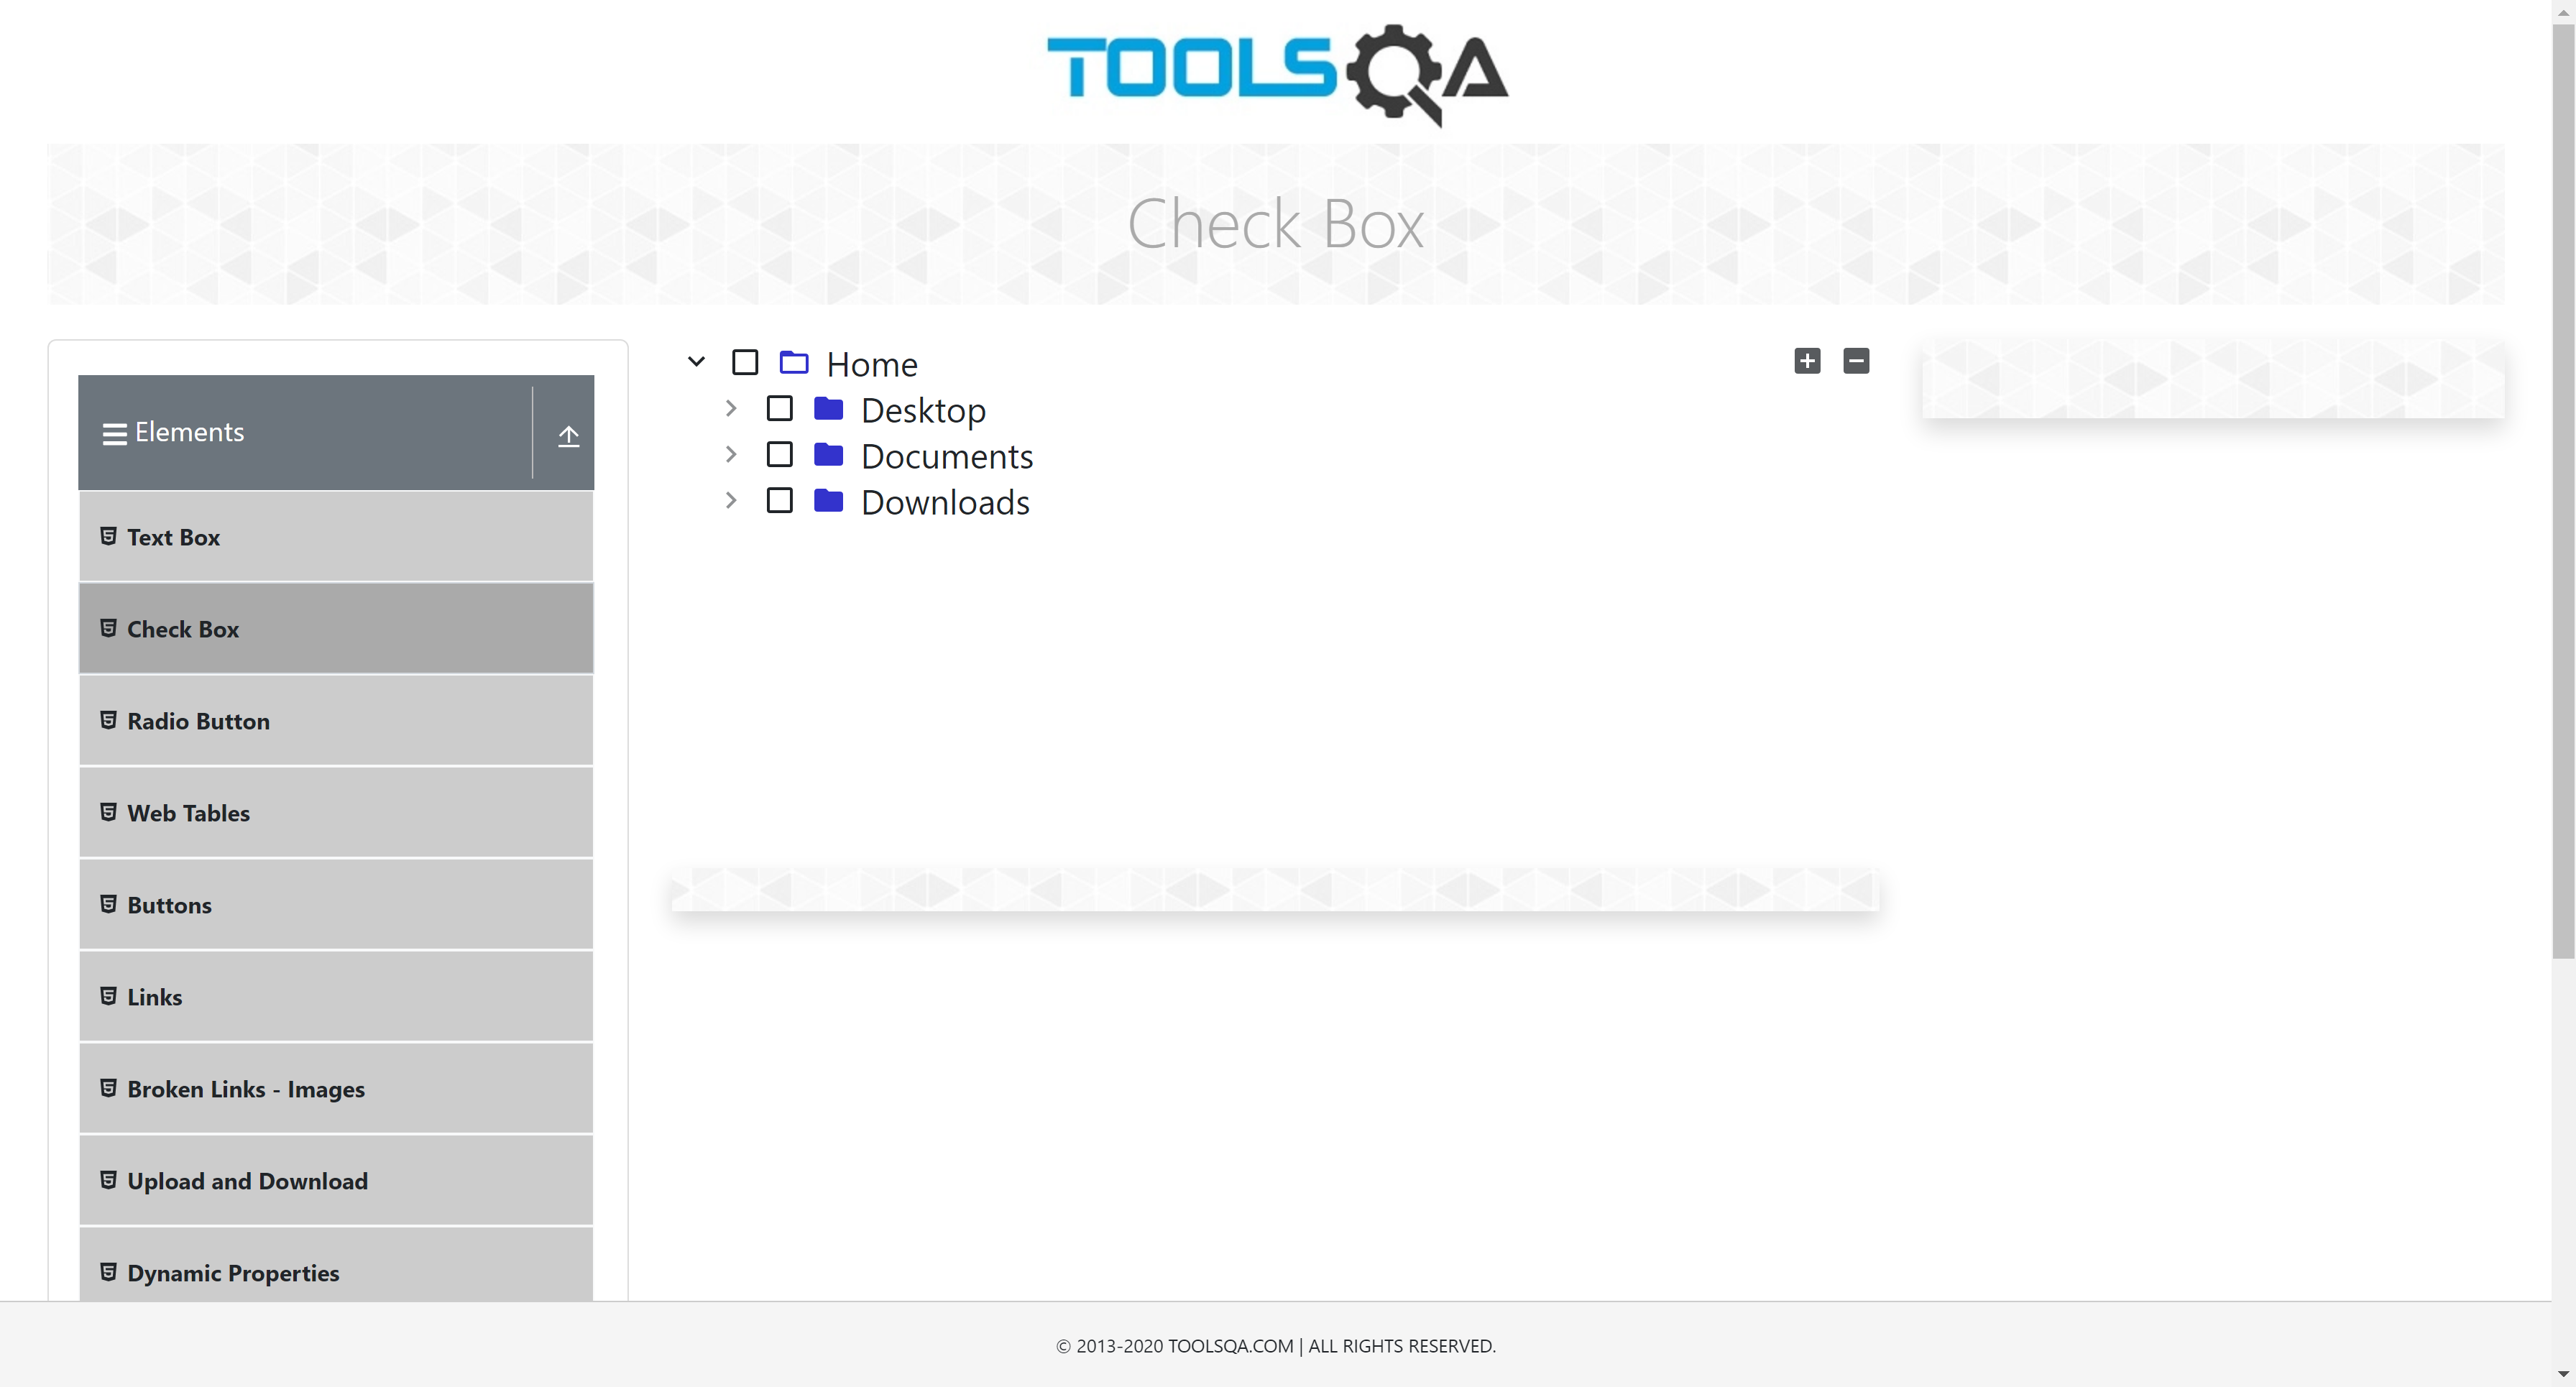 TOOLSQA
Check Box
Elements
Text Box
Check Box
Radio Button
Web Tables
Buttons
Links
Broken Links - Images
Upload and Download
Dynamic Properties
Home
Desktop
Documents
Downloads
© 2013-2020 TOOLSQA.COM | ALL RIGHTS RESERVED.